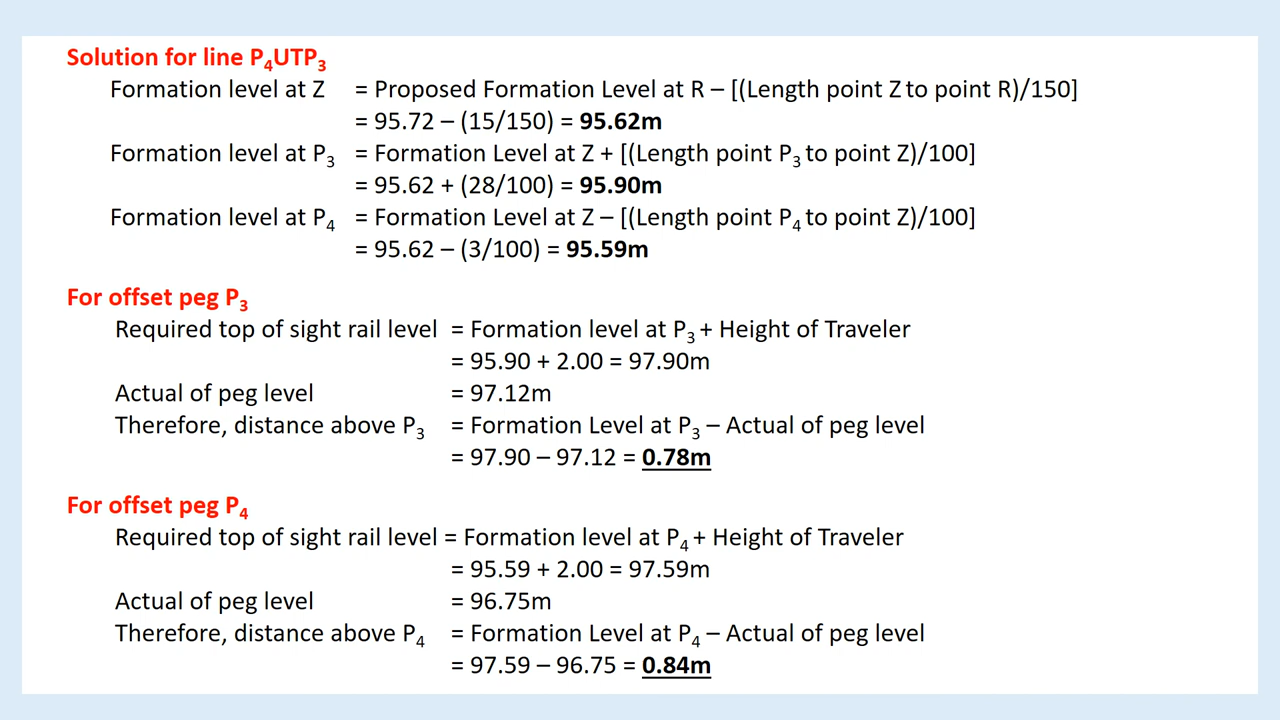 Solution for line P₄UTP₃
Formation level at Z = Proposed Formation Level at R – [(Length point Z to point R)/150]
= 95.72 – (15/150) = 95.62m
Formation level at P₃ = Formation Level at Z + [(Length point P₃ to point Z)/100]
= 95.62 + (28/100) = 95.90m
Formation level at P₄ = Formation Level at Z – [(Length point P₄ to point Z)/100]
= 95.62 – (3/100) = 95.59m
For offset peg P₃
Required top of sight rail level = Formation level at P₃ + Height of Traveler
= 95.90 + 2.00 = 97.90m
Actual of peg level = 97.12m
Therefore, distance above P₃ = Formation Level at P₃ – Actual of peg level
= 97.90 – 97.12 = 0.78m
For offset peg P₄
Required top of sight rail level = Formation level at P₄ + Height of Traveler
= 95.59 + 2.00 = 97.59m
Actual of peg level = 96.75m
Therefore, distance above P₄ = Formation Level at P₄ – Actual of peg level
= 97.59 – 96.75 = 0.84m